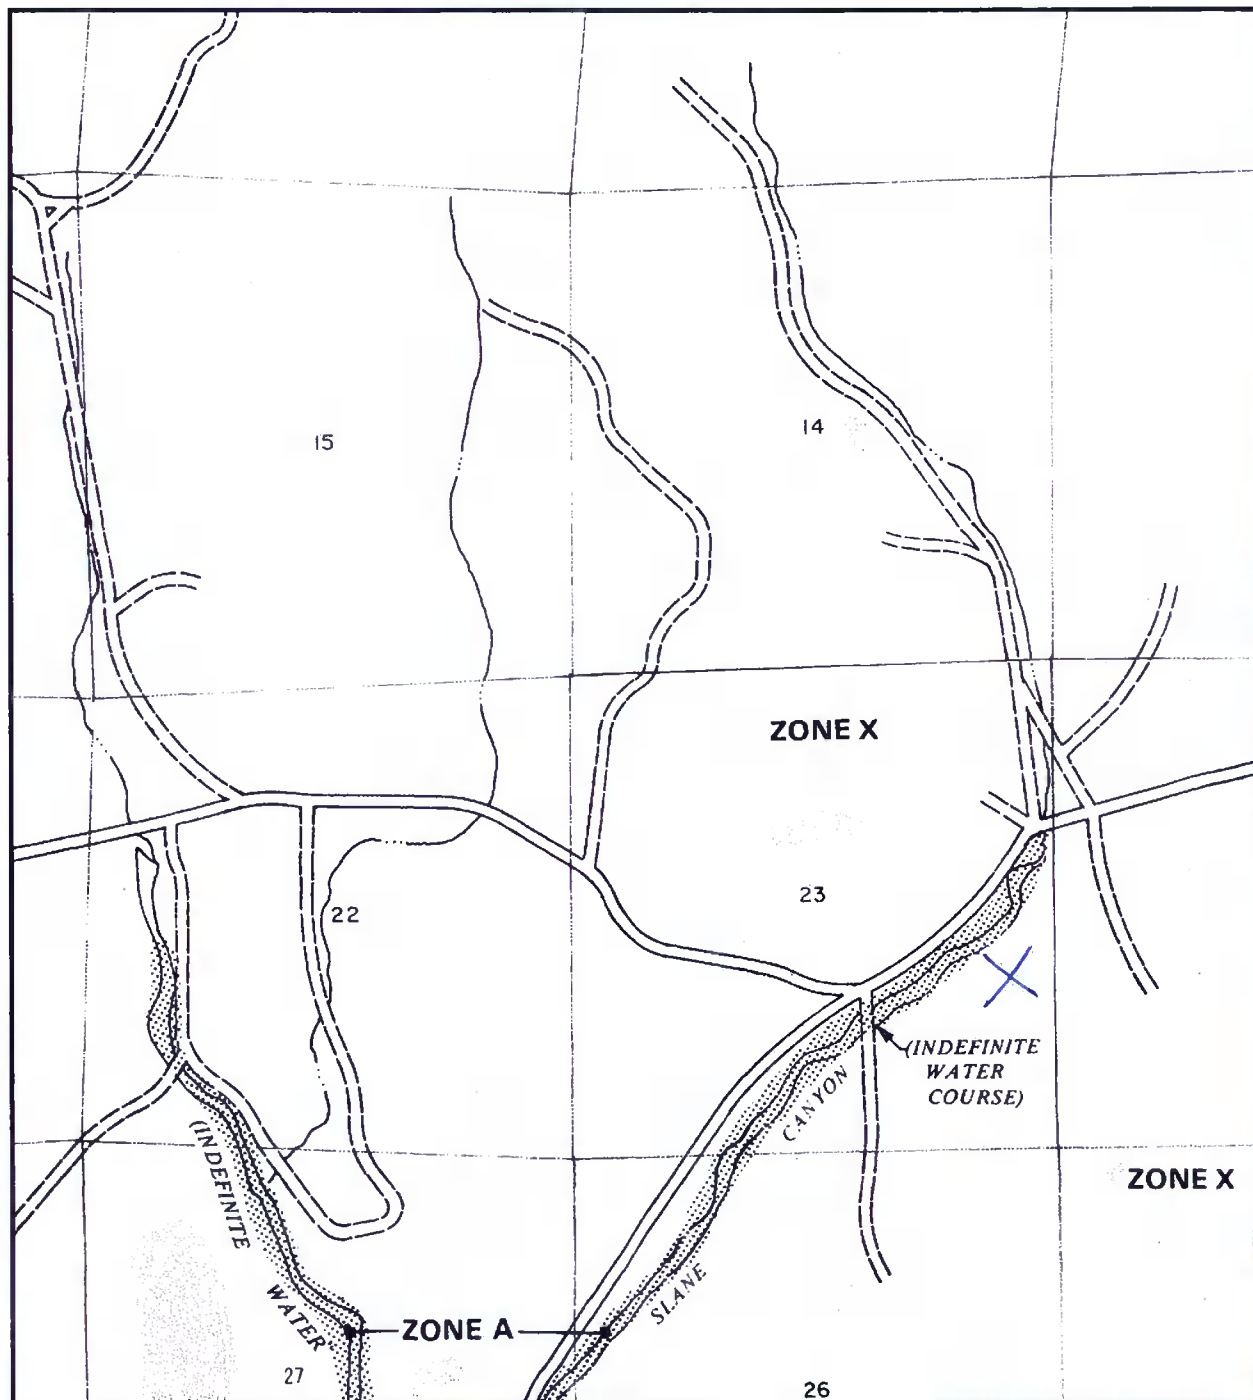 15
14
ZONE X
23
22
(INDEFINITE
WATER
COURSE)
CANYON
SLANE
ZONE X
(INDEFINITE
WATER
ZONE A
27
26